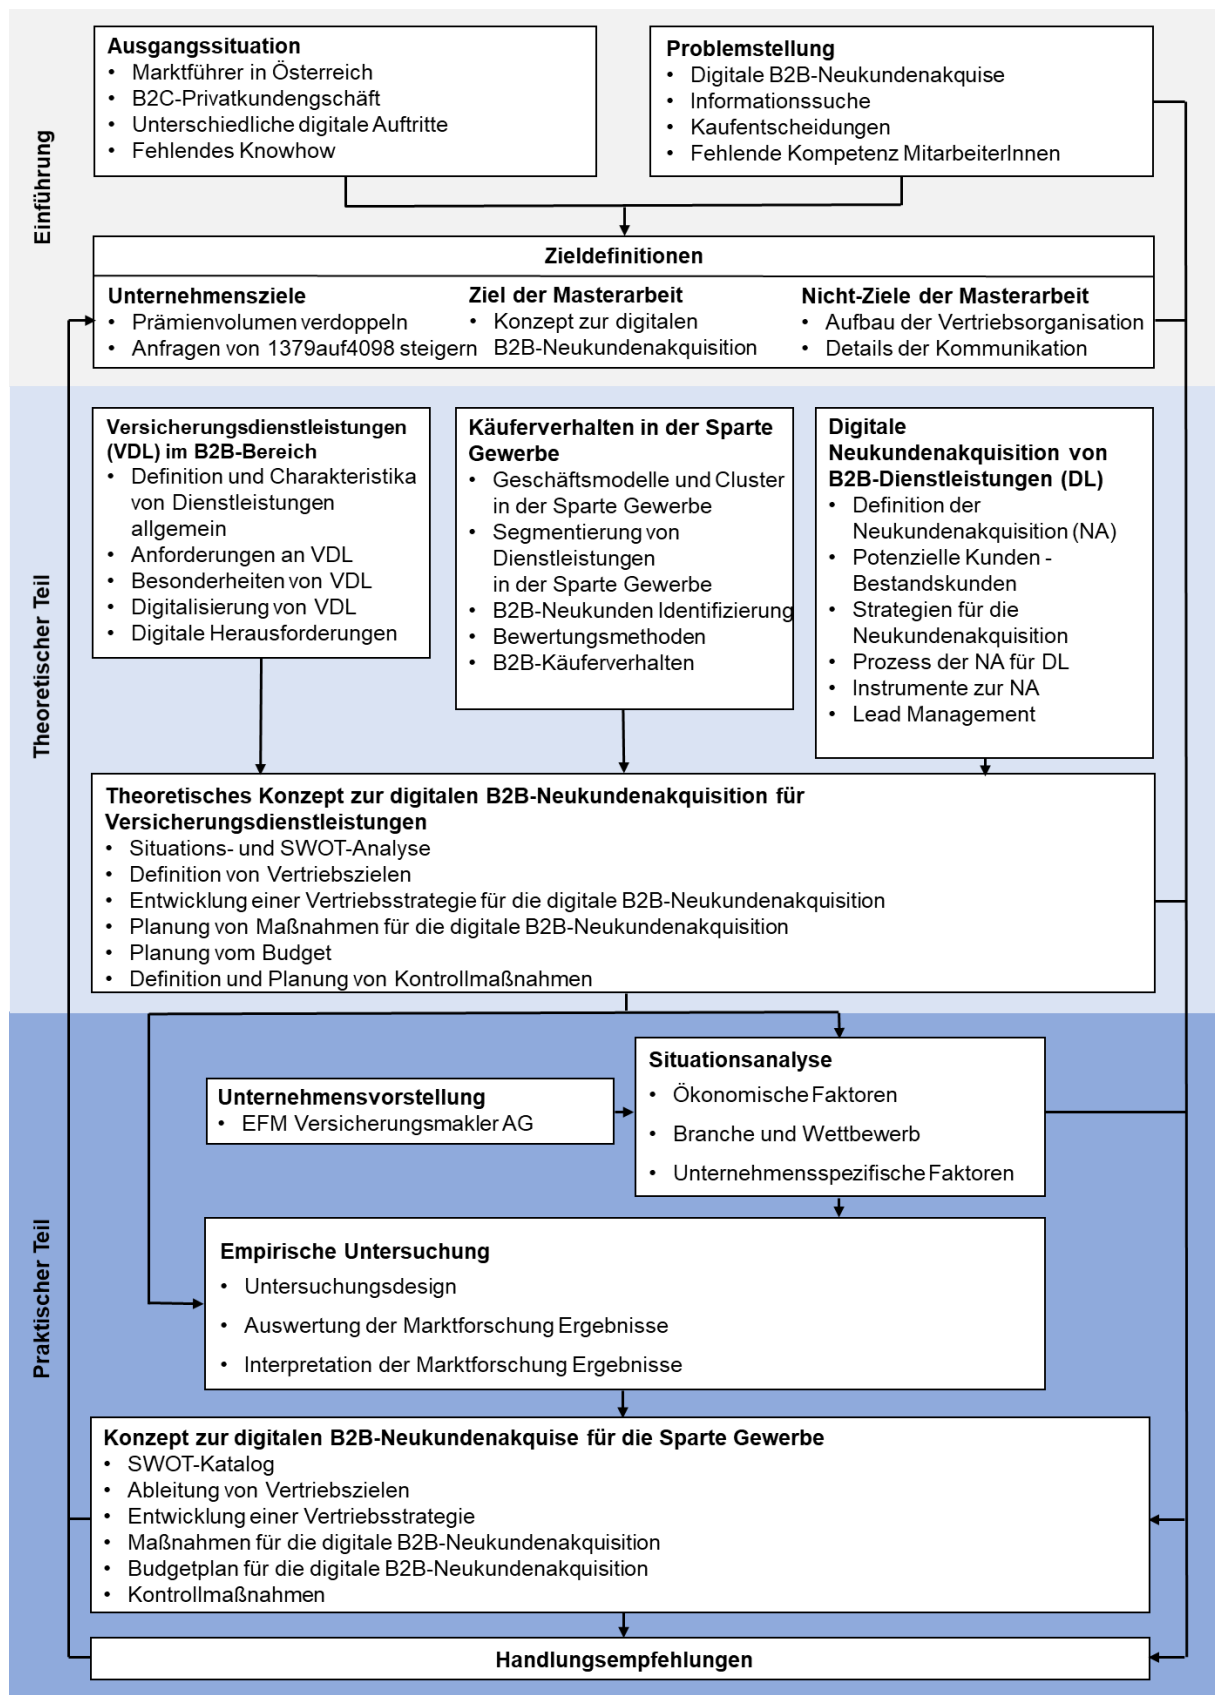 Einführung
Ausgangssituation
• Marktführer in Österreich
• B2C-Privatkundengschäft
• Unterschiedliche digitale Auftritte
• Fehlendes Knowhow
Problemstellung
• Digitale B2B-Neukundenakquise
• Informationssuche
• Kaufentscheidungen
• Fehlende Kompetenz MitarbeiterInnen
Zieldefinitionen
Unternehmensziele
• Prämienvolumen verdoppeln
• Anfragen von 1379auf4098 steigern
Ziel der Masterarbeit
• Konzept zur digitalen
B2B-Neukundenakquisition
Nicht-Ziele der Masterarbeit
• Aufbau der Vertriebsorganisation
• Details der Kommunikation
Theoretischer Teil
Versicherungsdienstleistungen
(VDL) im B2B-Bereich
• Definition und Charakteristika
von Dienstleistungen
allgemein
• Anforderungen an VDL
• Besonderheiten von VDL
• Digitalisierung von VDL
• Digitale Herausforderungen
Käuferverhalten in der Sparte
Gewerbe
• Geschäftsmodelle und Cluster
in der Sparte Gewerbe
• Segmentierung von
Dienstleistungen
in der Sparte Gewerbe
• B2B-Neukunden Identifizierung
• Bewertungsmethoden
• B2B-Käuferverhalten
Digitale
Neukundenakquisition von
B2B-Dienstleistungen (DL)
• Definition der
Neukundenakquisition (NA)
• Potenzielle Kunden -
Bestandskunden
• Strategien für die
Neukundenakquisition
• Prozess der NA für DL
• Instrumente zur NA
• Lead Management
Theoretisches Konzept zur digitalen B2B-Neukundenakquisition für
Versicherungsdienstleistungen
• Situations- und SWOT-Analyse
• Definition von Vertriebszielen
• Entwicklung einer Vertriebsstrategie für die digitale B2B-Neukundenakquisition
• Planung von Maßnahmen für die digitale B2B-Neukundenakquisition
• Planung vom Budget
• Definition und Planung von Kontrollmaßnahmen
Praktischer Teil
Unternehmensvorstellung
• EFM Versicherungsmakler AG
Situationsanalyse
• Ökonomische Faktoren
• Branche und Wettbewerb
• Unternehmensspezifische Faktoren
Empirische Untersuchung
• Untersuchungsdesign
• Auswertung der Marktforschung Ergebnisse
• Interpretation der Marktforschung Ergebnisse
Konzept zur digitalen B2B-Neukundenakquise für die Sparte Gewerbe
• SWOT-Katalog
• Ableitung von Vertriebszielen
• Entwicklung einer Vertriebsstrategie
• Maßnahmen für die digitale B2B-Neukundenakquisition
• Budgetplan für die digitale B2B-Neukundenakquisition
• Kontrollmaßnahmen
Handlungsempfehlungen